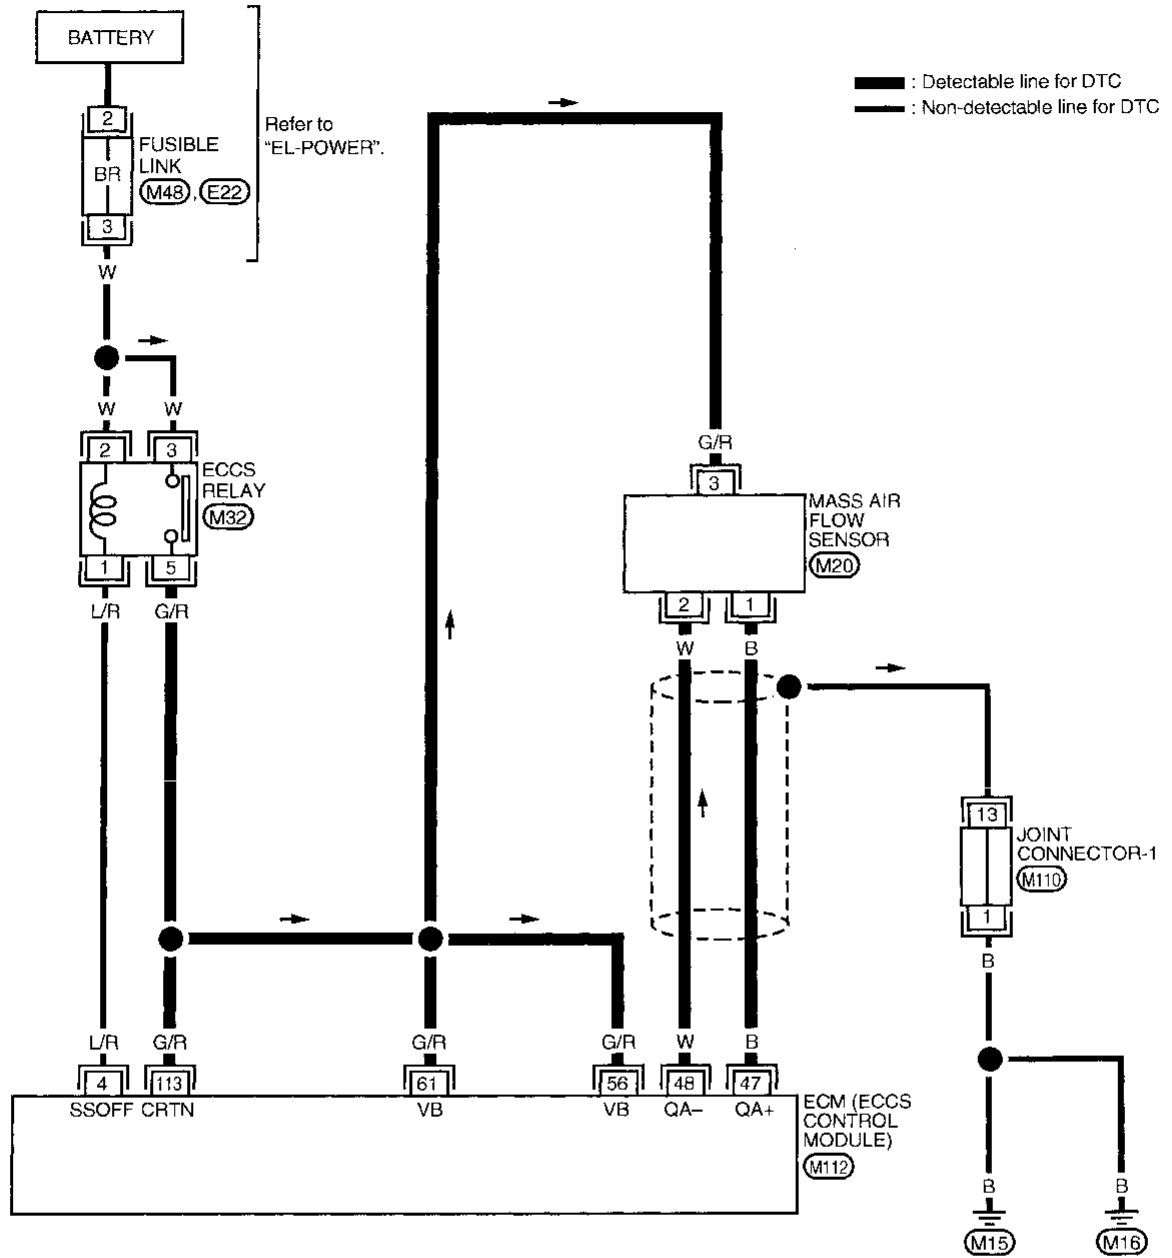 BATTERY
: Detectable line for DTC
: Non-detectable line for DTC
2
FUSIBLE
LINK
BR
M48, E22
3
Refer to
"EL-POWER".
W
W
W
2
3
ECCS
RELAY
M32
1
5
L/R
G/R
G/R
3
MASS AIR
FLOW
SENSOR
M20
2
1
W
B
13
JOINT
CONNECTOR-1
M110
1
B
L/R
G/R
G/R
G/R
W
B
4
113
61
56
48
47
SSOFF
CRTN
VB
VB
QA–
QA+
ECM (ECCS
CONTROL
MODULE)
M112
B
B
M15
M16